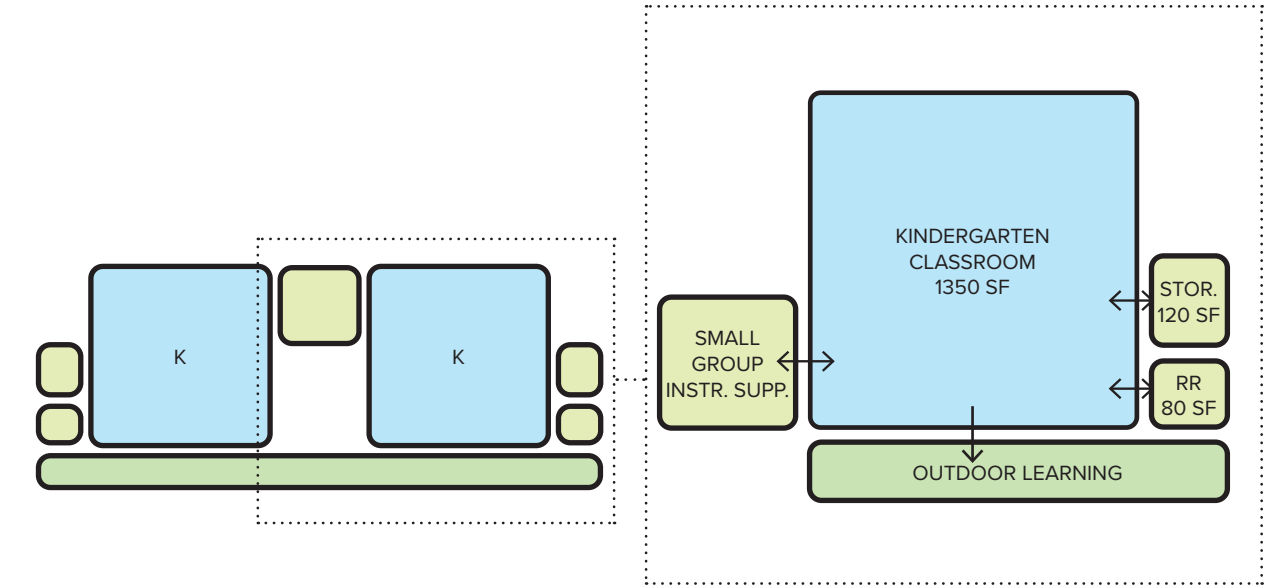 K
K
KINDERGARTEN
CLASSROOM
1350 SF
STOR.
120 SF
SMALL
GROUP
INSTR. SUPP.
RR
80 SF
OUTDOOR LEARNING